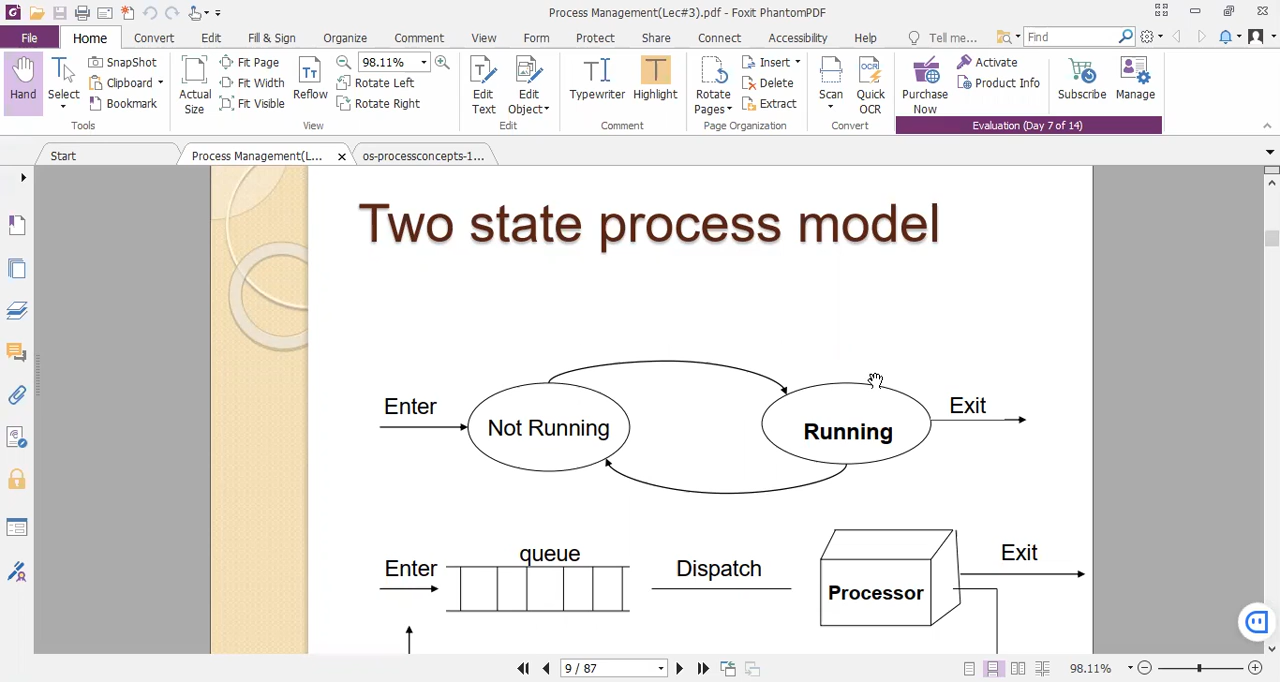 Process Management(Lec#3).pdf - Foxit PhantomPDF
File Home Convert Edit Fill & Sign Organize Comment View Form Protect Share Connect Accessibility Help Tell me... Find
Hand
Select
SnapShot
Clipboard
Bookmark
Tools
Actual
Size
Fit Page
Fit Width
Fit Visible
Reflow
98.11%
Rotate Left
Rotate Right
View
Edit
Text
Edit
Object
Edit
Typewriter
Highlight
Comment
Rotate
Pages
Insert
Delete
Extract
Page Organization
Scan
Quick
OCR
Convert
Purchase
Now
Activate
Product Info
Subscribe
Manage
Evaluation (Day 7 of 14)
Start
Process Management(L...
os-processconcepts-1...
Two state process model
Enter
Not Running
Running
Exit
Enter
queue
Dispatch
Processor
Exit
9 / 87
98.11%